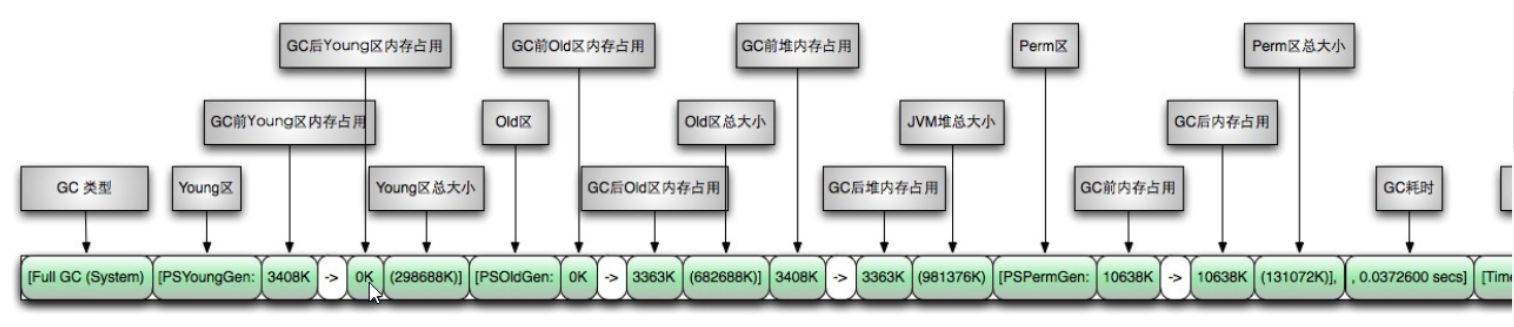 GC后Young区内存占用 GC前Old区内存占用 GC前堆内存占用 Perm区 Perm区总大小
GC前Young区内存占用 Old区 Old区总大小 JVM堆总大小 GC后内存占用
GC 类型 Young区 Young区总大小 GC后Old区内存占用 GC后堆内存占用 GC前内存占用 GC耗时
[Full GC (System) [PSYoungGen: 3408K -> 0K (298688K)] [PSOldGen: 0K -> 3363K (682688K)] 3408K -> 3363K (981376K) [PSPermGen: 10638K -> 10638K (131072K)], , 0.0372600 secs] [Time